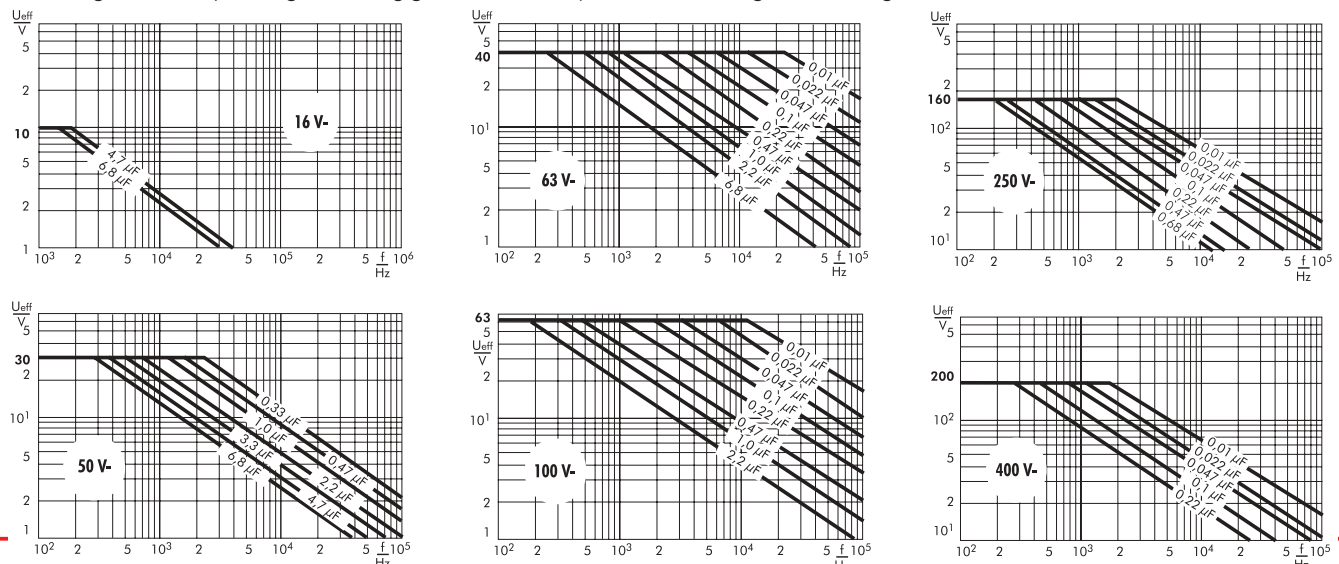 Ueff
V
5
2
10
5
2
1
16 V-
4,7 µF
6,8 µF
10³ 2 5 10⁴ 2 5 10⁵ 2 5 f 10⁶
Hz
Ueff
V
5
40
2
10¹
5
2
1
63 V-
0,01 µF
0,022 µF
0,047 µF
0,1 µF
0,22 µF
0,47 µF
1,0 µF
2,2 µF
6,8 µF
10² 2 5 10³ 2 5 10⁴ 2 5 f 10⁵
Hz
Ueff
V
5
2
160
10²
5
2
10¹
250 V-
0,01 µF
0,022 µF
0,047 µF
0,1 µF
0,22 µF
0,47 µF
0,68 µF
10² 2 5 10³ 2 5 10⁴ 2 5 f 10⁵
Hz
Ueff
V
5
30
10¹
5
2
1
50 V-
0,33 µF
1,0 µF
0,47 µF
3,3 µF
2,2 µF
6,8 µF
4,7 µF
10² 2 5 10³ 2 5 10⁴ 2 5 f 10⁵
Hz
63
5
Ueff
V
2
10¹
5
2
1
100 V-
0,01 µF
0,022 µF
0,047 µF
0,1 µF
0,22 µF
0,47 µF
1,0 µF
2,2 µF
10² 2 5 10³ 2 5 10⁴ 2 5 f 10⁵
Ueff
V
5
200
10²
5
2
10¹
400 V-
0,01 µF
0,022 µF
0,047 µF
0,1 µF
0,22 µF
10² 2 5 10³ 2 5 10⁴ 2 5 f 10⁵
Hz